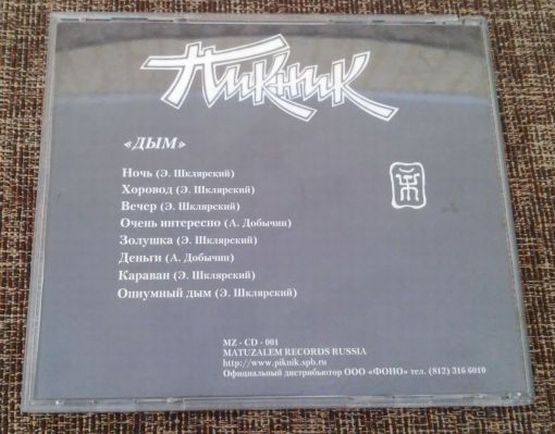 Пикник
«ДЫМ»
Ночь (Э. Шклярский)
Хоровод (Э. Шклярский)
Вечер (Э. Шклярский)
Очень интересно (А. Добычин)
Золушка (Э. Шклярский)
Деньги (А. Добычин)
Караван (Э. Шклярский)
Опиумный дым (Э. Шклярский)
MZ - CD - 001
MATUZALEM RECORDS RUSSIA
http://www.piknik.spb.ru
Официальный дистрибьютор ООО «ФОНО» тел. (812) 316 6010